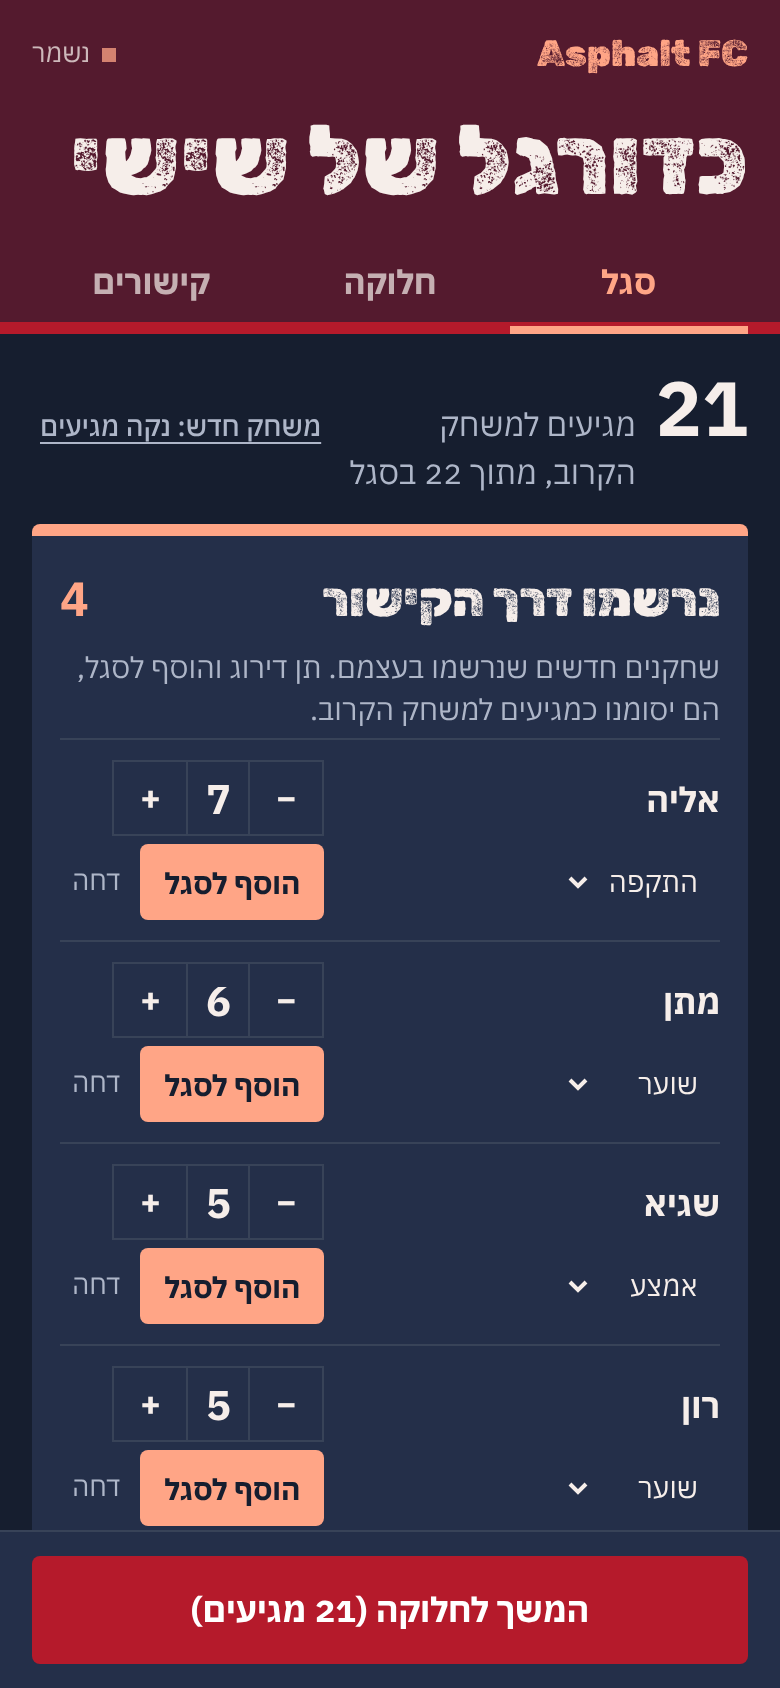 Asphalt FC
נשמר
כדורגל של שישי
סגל
חלוקה
קישורים
21
מגיעים למשחק
הקרוב, מתוך 22 בסגל
משחק חדש: נקה מגיעים
נרשמו דרך הקישור
4
שחקנים חדשים שנרשמו בעצמם. תן דירוג והוסף לסגל,
הם יסומנו כמגיעים למשחק הקרוב.
אליה
− 7 +
התקפה
הוסף לסגל
דחה
מתן
− 6 +
שוער
הוסף לסגל
דחה
שגיא
− 5 +
אמצע
הוסף לסגל
דחה
רון
− 5 +
שוער
הוסף לסגל
דחה
המשך לחלוקה (21 מגיעים)